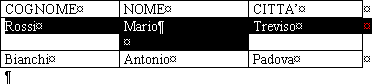 COGNOME¤ NOME¤ CITTA’¤ ¤
Rossi¤ Mario¶ Treviso¤ ¤
¤
Bianchi¤ Antonio¤ Padova¤ ¤
¶